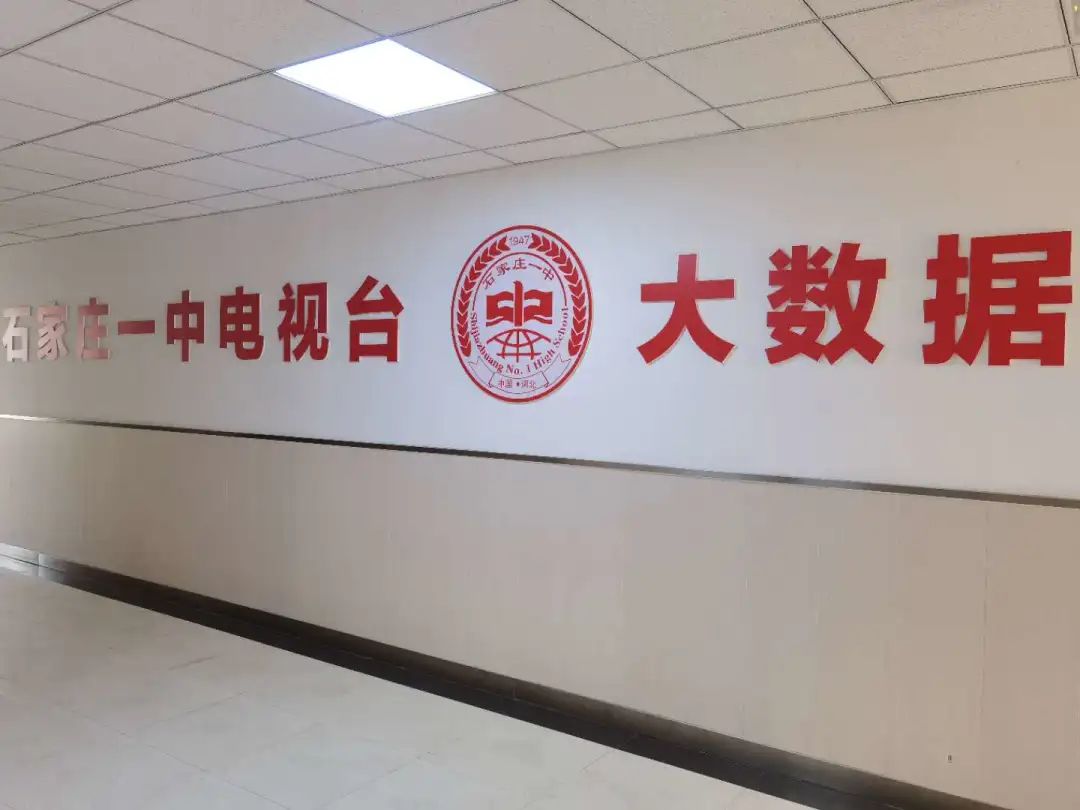 石家庄一中电视台
1947
石家庄一中
Shijiazhuang No. 1 High School
中国 河北
大数据